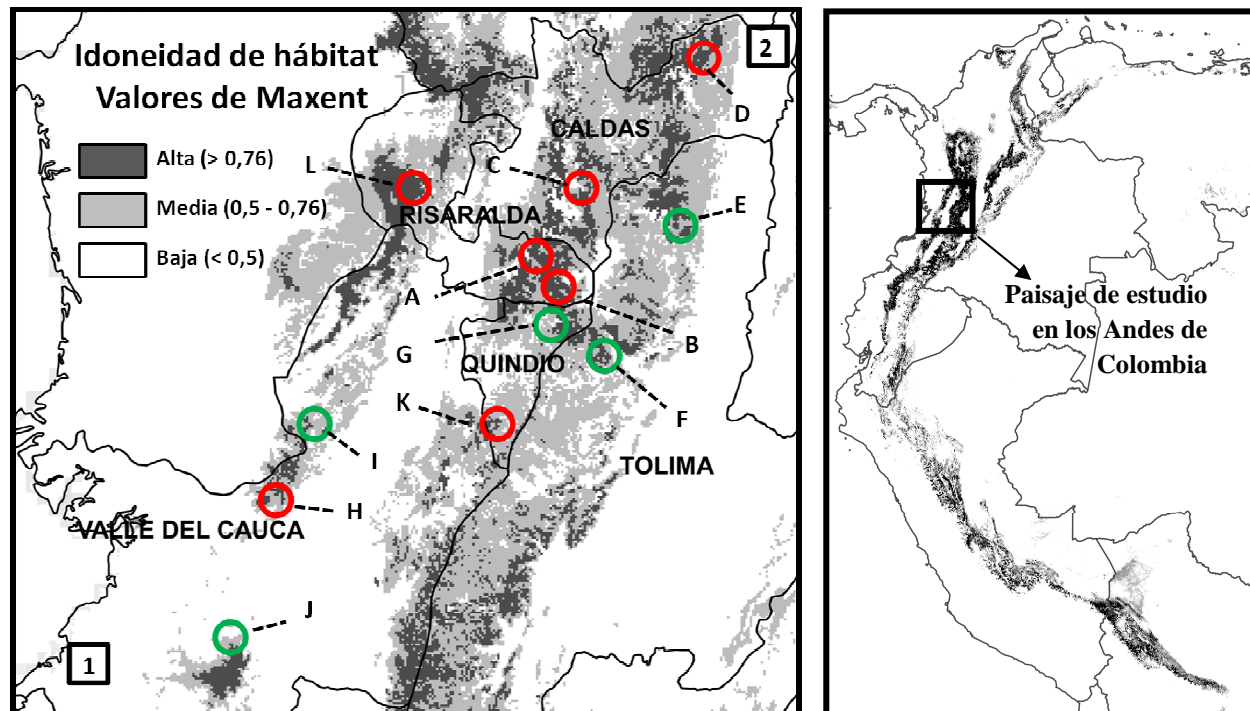 Idoneidad de hábitat
Valores de Maxent
Alta (> 0,76)
Media (0,5 - 0,76)
Baja (< 0,5)
2
D
CALDAS
L
C
E
RISARALDA
A
B
G
QUINDIO
F
K
I
TOLIMA
H
VALLE DEL CAUCA
J
1
Paisaje de estudio
en los Andes de
Colombia